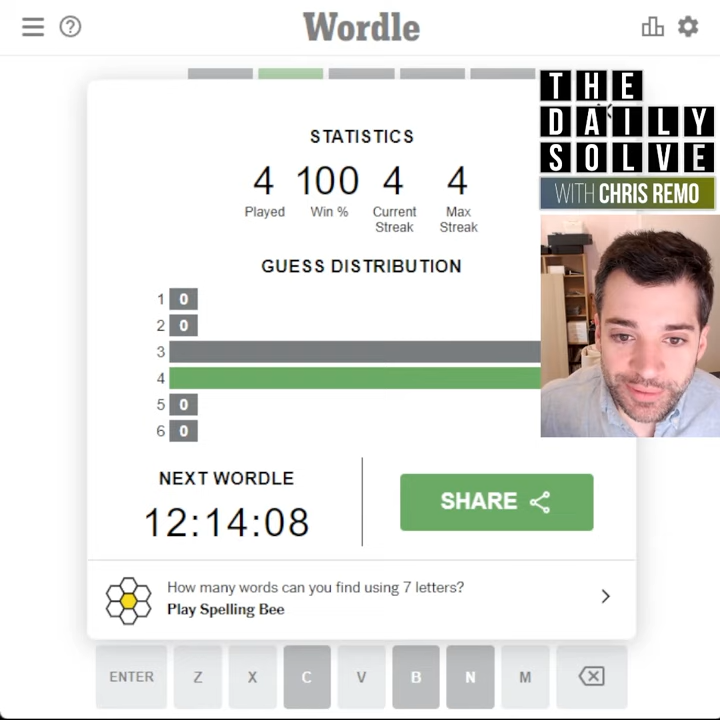 Wordle
THE
DAILY
SOLVE
WITH CHRIS REMO
STATISTICS
4 100 4 4
Played Win % Current Streak Max Streak
GUESS DISTRIBUTION
1 0
2 0
3
4
5 0
6 0
NEXT WORDLE
12:14:08
SHARE
How many words can you find using 7 letters?
Play Spelling Bee
ENTER Z X C V B N M